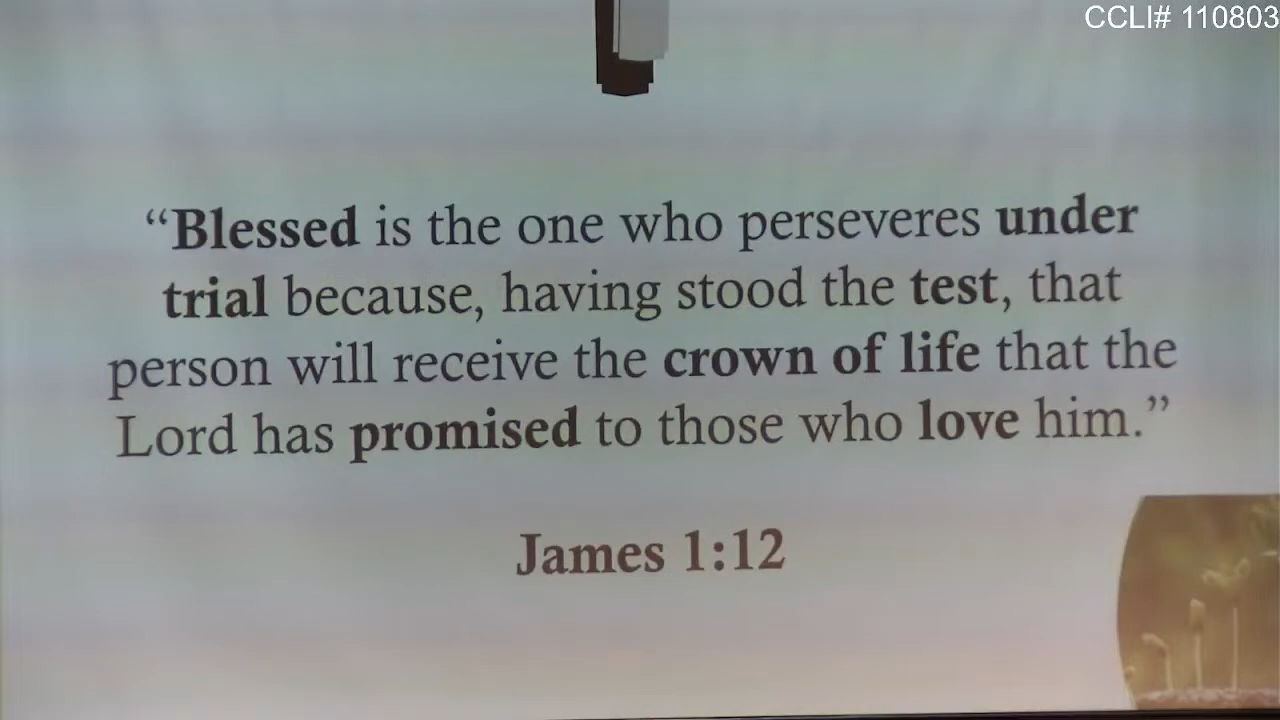 CCLI# 110803
“Blessed is the one who perseveres under
trial because, having stood the test, that
person will receive the crown of life that the
Lord has promised to those who love him.”
James 1:12